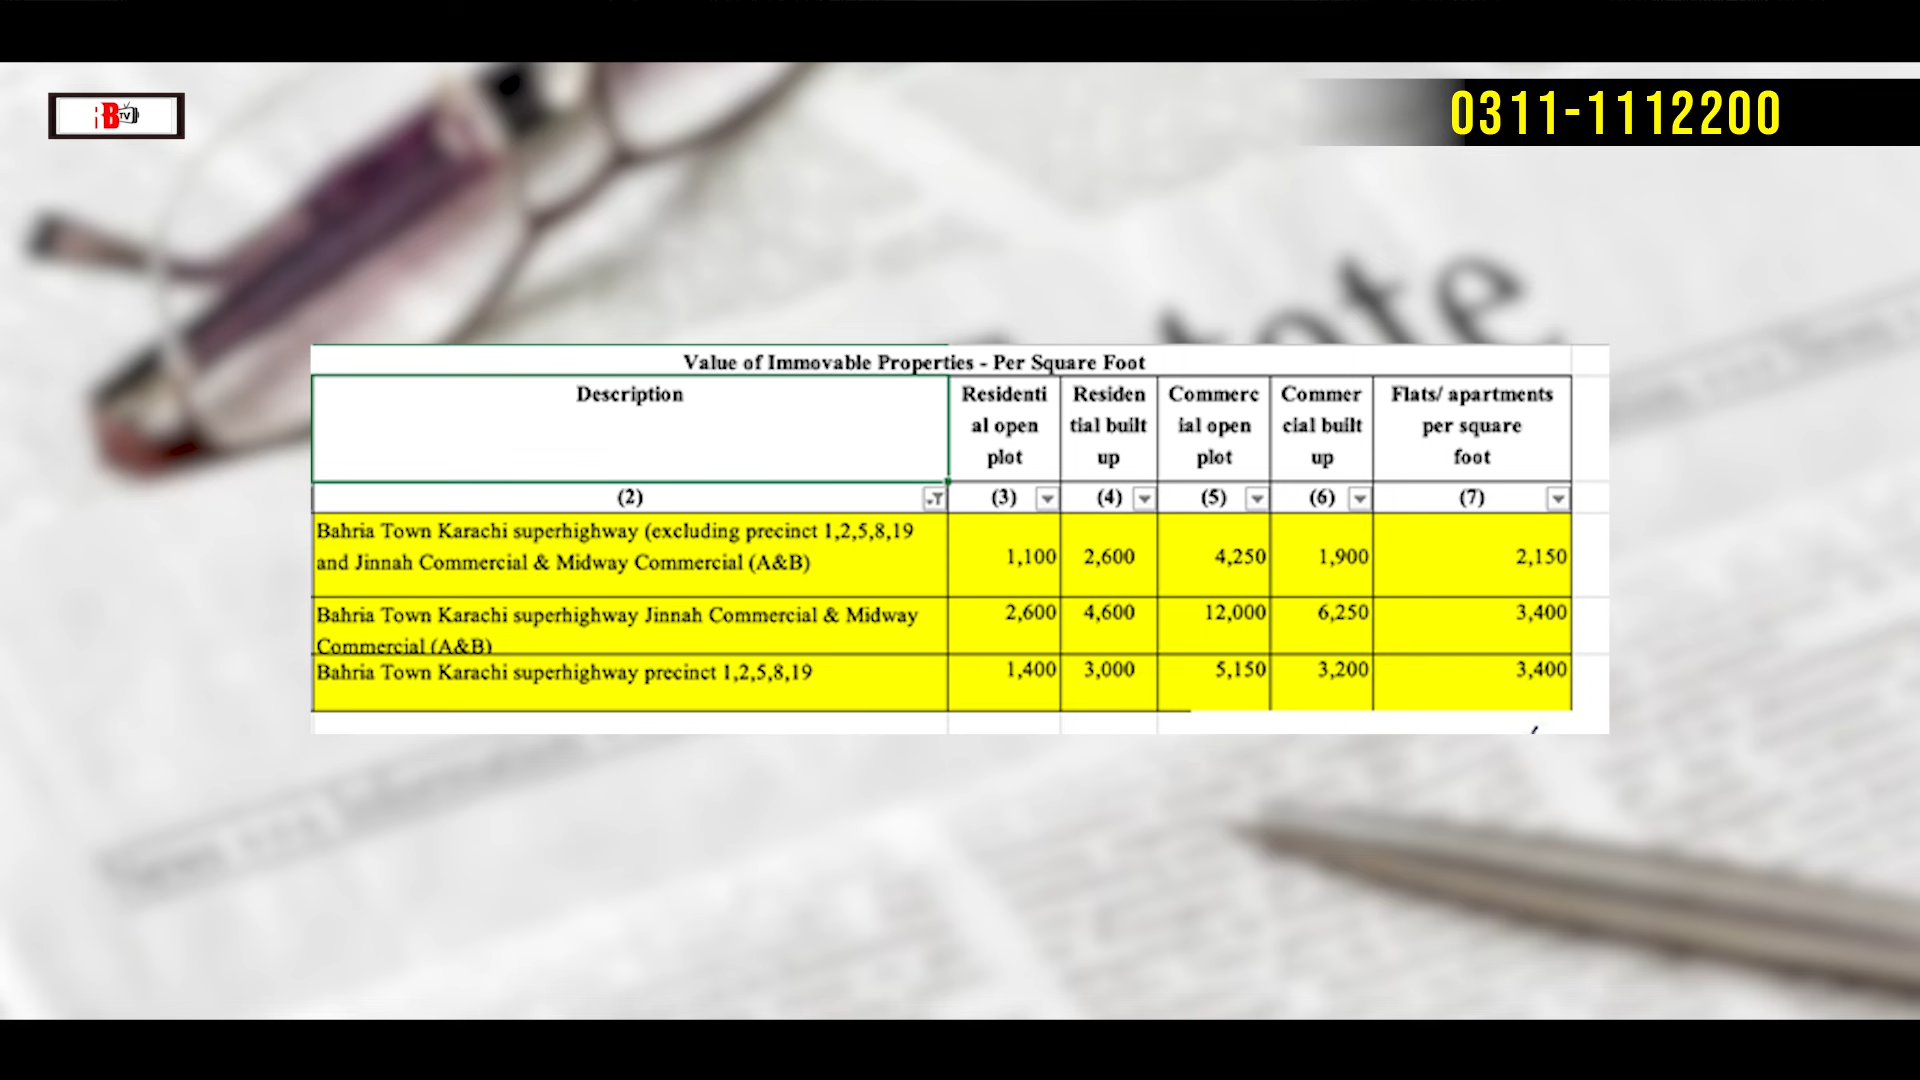 iB TV
0311-1112200
tate
Value of Immovable Properties - Per Square Foot
Description
Residenti
al open
plot
Residen
tial built
up
Commerc
ial open
plot
Commer
cial built
up
Flats/ apartments
per square
foot
(2) (3) (4) (5) (6) (7)
Bahria Town Karachi superhighway (excluding precinct 1,2,5,8,19
and Jinnah Commercial & Midway Commercial (A&B)
1,100 2,600 4,250 1,900 2,150
Bahria Town Karachi superhighway Jinnah Commercial & Midway
Commercial (A&B)
2,600 4,600 12,000 6,250 3,400
Bahria Town Karachi superhighway precinct 1,2,5,8,19
1,400 3,000 5,150 3,200 3,400